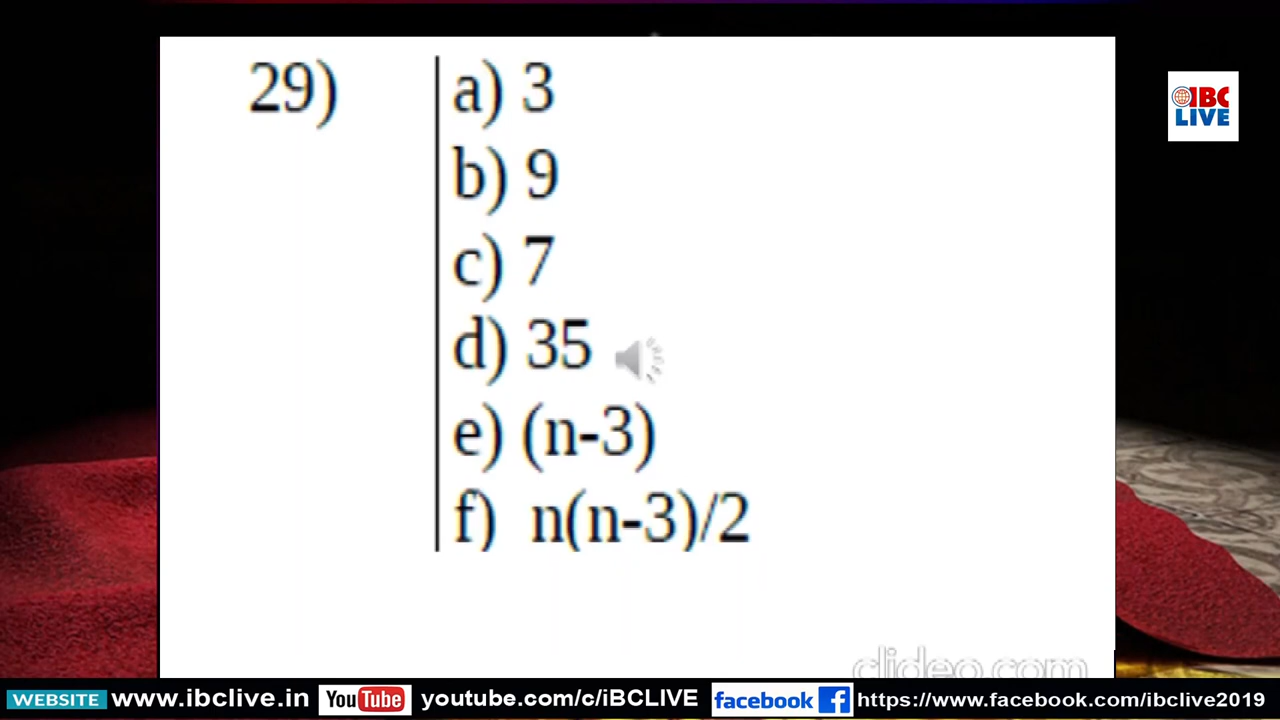 29)
a) 3
b) 9
c) 7
d) 35
e) (n-3)
f) n(n-3)/2
IBC
LIVE
clideo.com
WEBSITE www.ibclive.in YouTube youtube.com/c/iBCLIVE facebook f https://www.facebook.com/ibclive2019